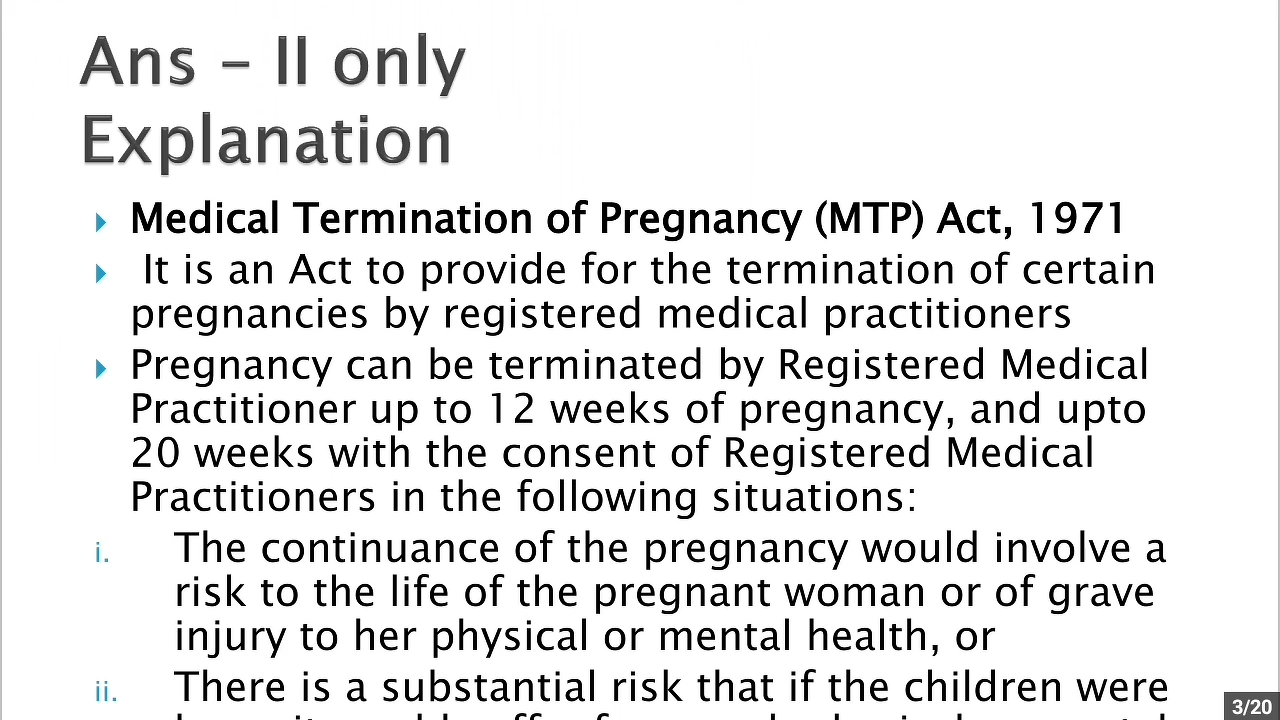 Ans – II only
Explanation
Medical Termination of Pregnancy (MTP) Act, 1971
It is an Act to provide for the termination of certain
pregnancies by registered medical practitioners
Pregnancy can be terminated by Registered Medical
Practitioner up to 12 weeks of pregnancy, and upto
20 weeks with the consent of Registered Medical
Practitioners in the following situations:
i. The continuance of the pregnancy would involve a
risk to the life of the pregnant woman or of grave
injury to her physical or mental health, or
ii. There is a substantial risk that if the children were
3/20